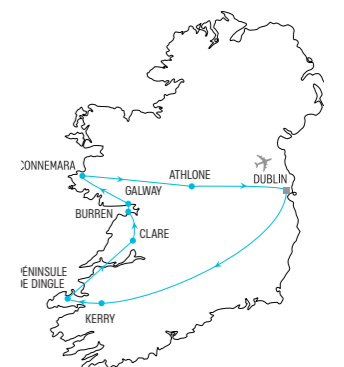 CONNEMARA
ATHLONE
DUBLIN
GALWAY
BURREN
CLARE
PÉNINSULE
DE DINGLE
KERRY